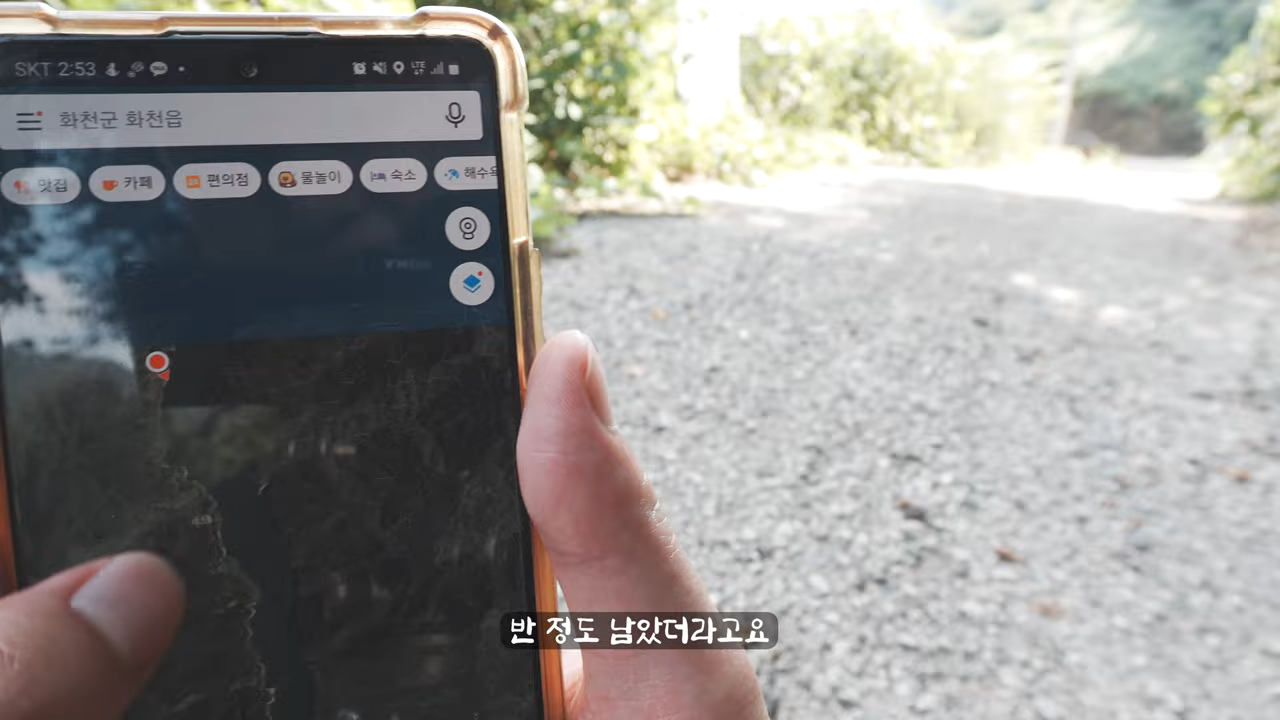 SKT 2:53
LTE
화천군 화천읍
맛집 카페 편의점 물놀이 숙소
반 정도 남았더라고요